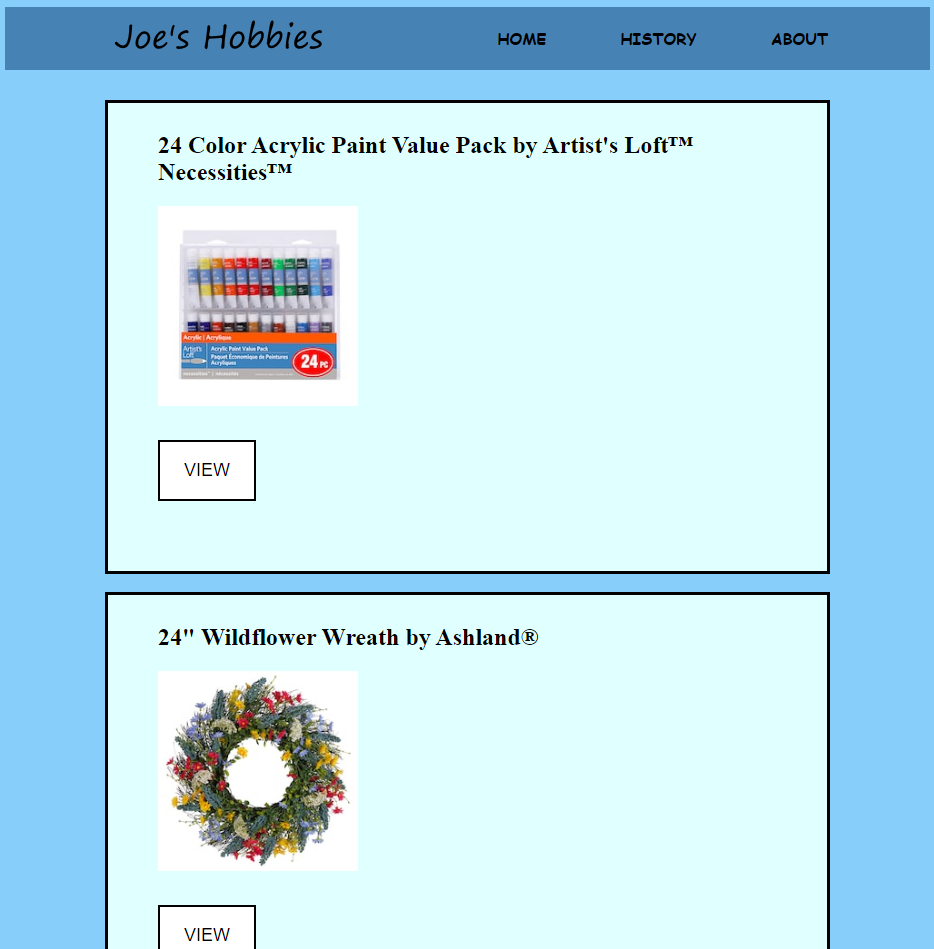 Joe's Hobbies
HOME HISTORY ABOUT
24 Color Acrylic Paint Value Pack by Artist's Loft™
Necessities™
Acrylic | Acrylique
Artist's
Loft
Acrylic Paint Value Pack
Paquet Économique de Peintures
Acryliques
24 PC
VIEW
24" Wildflower Wreath by Ashland®
VIEW